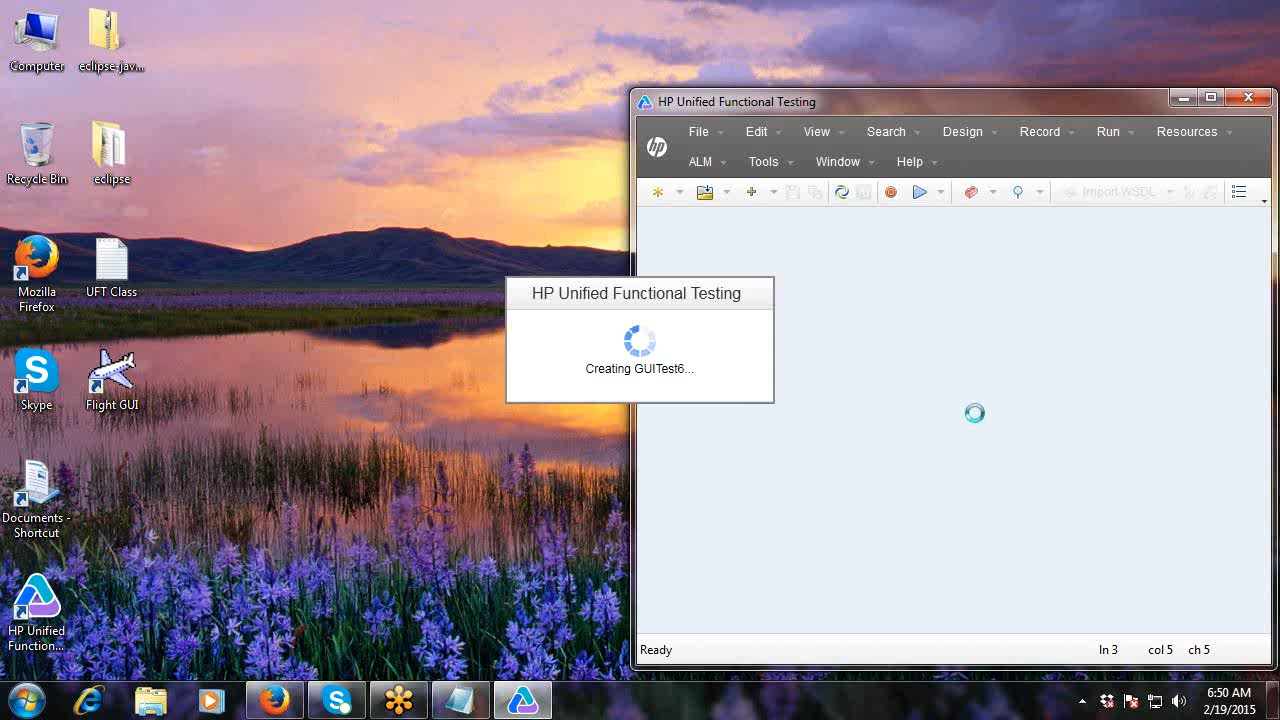 Computer
eclipse-jav...
Recycle Bin
eclipse
Mozilla
Firefox
UFT Class
Skype
Flight GUI
Documents -
Shortcut
HP Unified
Function...
HP Unified Functional Testing
hp
File Edit View Search Design Record Run Resources
ALM Tools Window Help
Import WSDL
HP Unified Functional Testing
Creating GUITest6...
Ready ln 3 col 5 ch 5
6:50 AM
2/19/2015